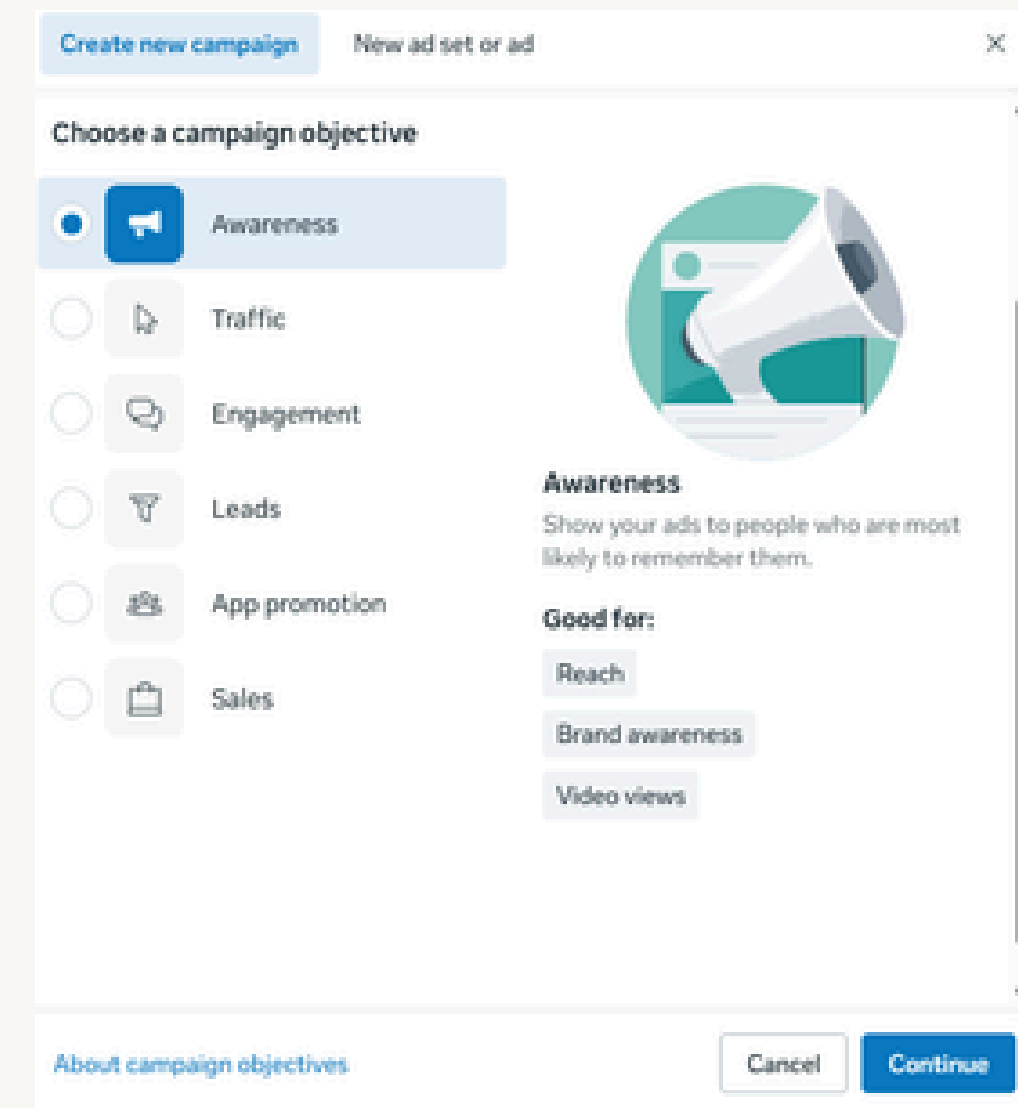 Create new campaign
New ad set or ad
Choose a campaign objective
Awareness
Traffic
Engagement
Leads
App promotion
Sales
Awareness
Show your ads to people who are most
likely to remember them.
Good for:
Reach
Brand awareness
Video views
About campaign objectives
Cancel
Continue